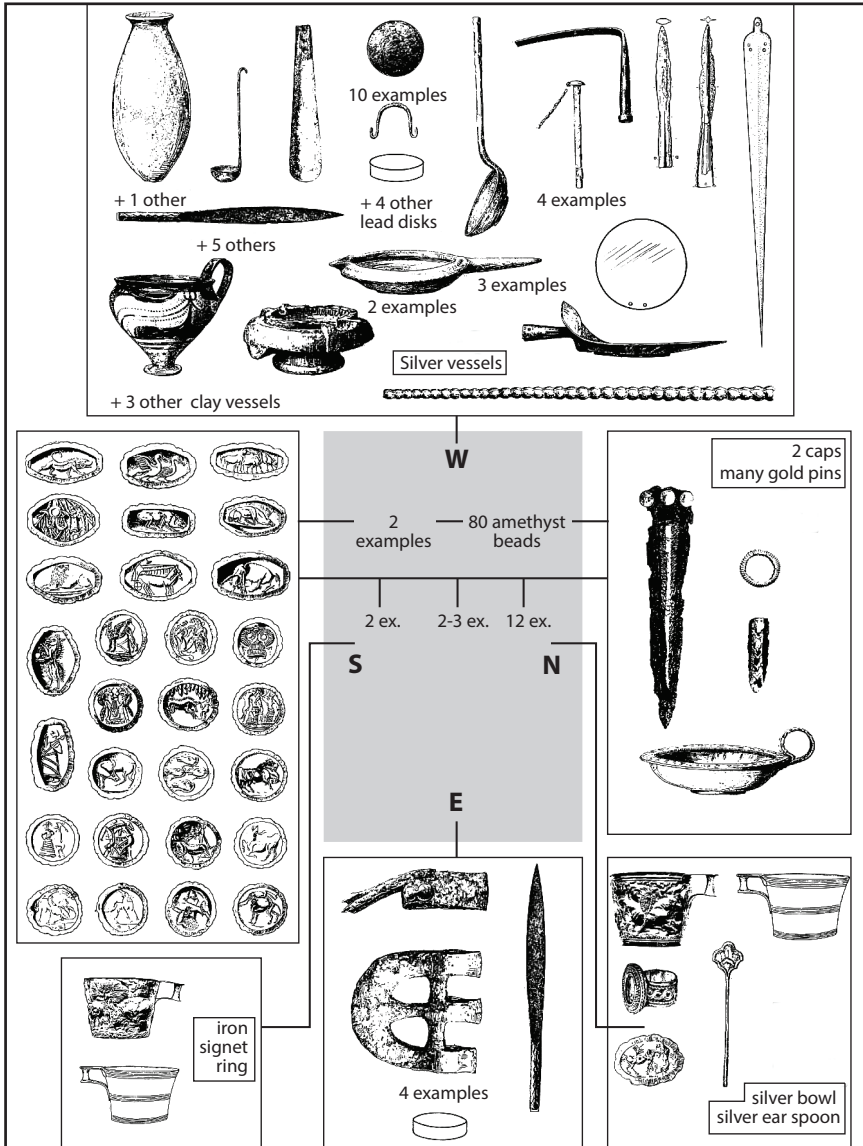 10 examples
+ 1 other
+ 4 other
lead disks
4 examples
+ 5 others
3 examples
2 examples
Silver vessels
+ 3 other clay vessels
W
2 caps
many gold pins
2
examples
80 amethyst
beads
2 ex.
2-3 ex.
12 ex.
S
N
E
iron
signet
ring
4 examples
silver bowl
silver ear spoon